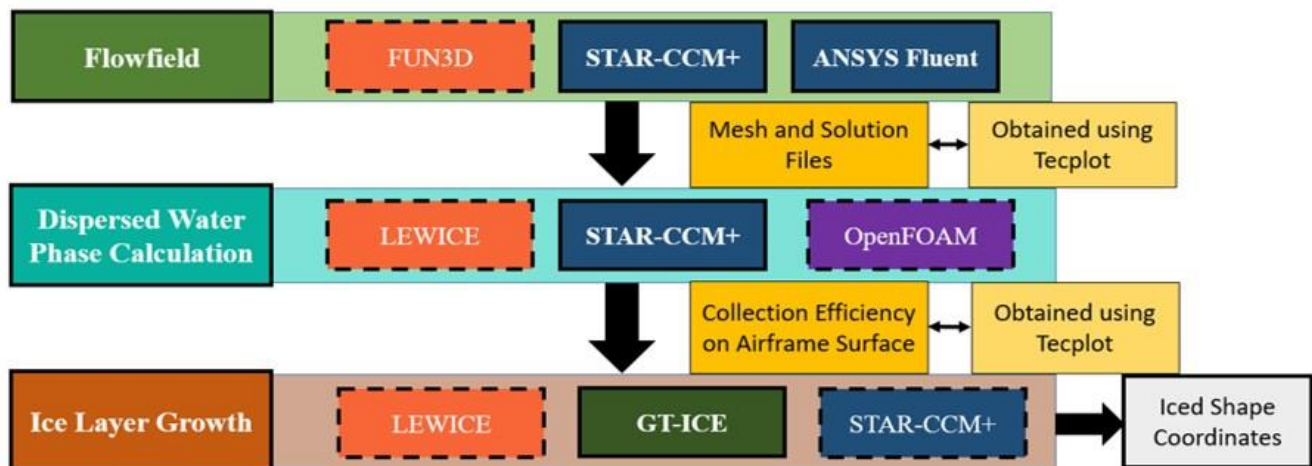 Flowfield
FUN3D
STAR-CCM+
ANSYS Fluent
Mesh and Solution
Files
Obtained using
Tecplot
Dispersed Water
Phase Calculation
LEWICE
STAR-CCM+
OpenFOAM
Collection Efficiency
on Airframe Surface
Obtained using
Tecplot
Ice Layer Growth
LEWICE
GT-ICE
STAR-CCM+
Iced Shape
Coordinates